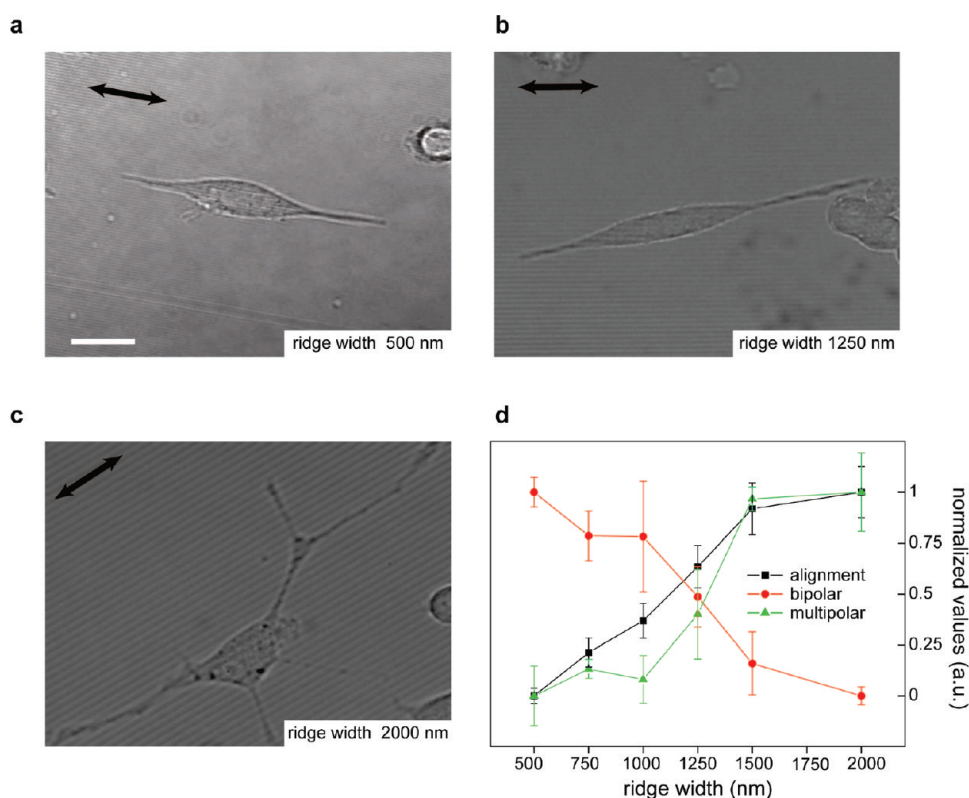 a
b
ridge width 500 nm
ridge width 1250 nm
c
d
ridge width 2000 nm
alignment
bipolar
multipolar
1
0.75
0.5
0.25
0
normalized values (a.u.)
500 750 1000 1250 1500 1750 2000
ridge width (nm)